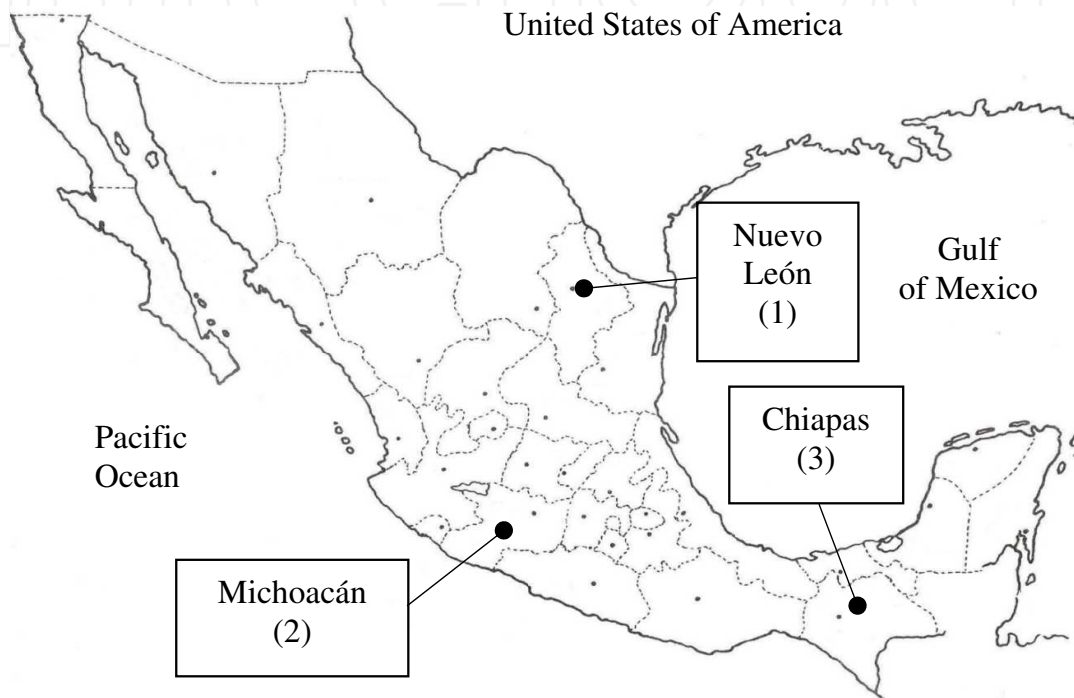 United States of America
Nuevo
León
(1)
Gulf
of Mexico
Chiapas
(3)
Pacific
Ocean
Michoacán
(2)